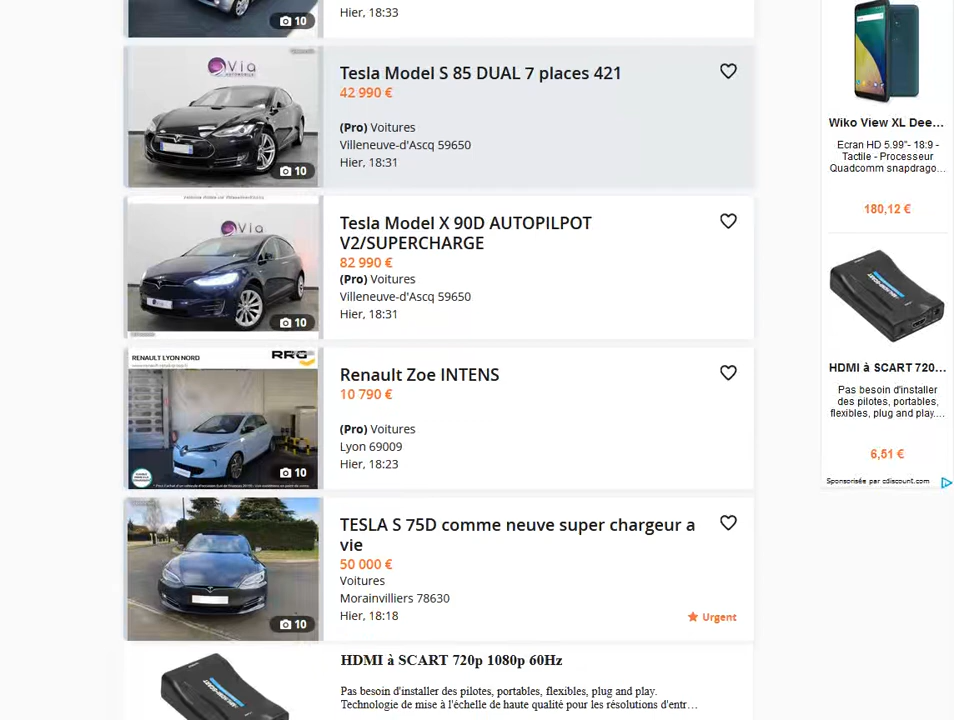 10
Hier, 18:33
Via
10
Tesla Model S 85 DUAL 7 places 421
42 990 €
(Pro) Voitures
Villeneuve-d'Ascq 59650
Hier, 18:31
Via
10
Tesla Model X 90D AUTOPILPOT
V2/SUPERCHARGE
82 990 €
(Pro) Voitures
Villeneuve-d'Ascq 59650
Hier, 18:31
RENAULT LYON NORD
RRG
10
Renault Zoe INTENS
10 790 €
(Pro) Voitures
Lyon 69009
Hier, 18:23
10
TESLA S 75D comme neuve super chargeur a
vie
50 000 €
Voitures
Morainvilliers 78630
Hier, 18:18
Urgent
HDMI à SCART 720p 1080p 60Hz
Pas besoin d'installer des pilotes, portables, flexibles, plug and play.
Technologie de mise à l'échelle de haute qualité pour les résolutions d'entr…
Wiko View XL Dee...
Ecran HD 5.99"- 18:9 -
Tactile - Processeur
Quadcomm snapdrago...
180,12 €
HDMI à SCART 720...
Pas besoin d'installer
des pilotes, portables,
flexibles, plug and play....
6,51 €
Sponsorisée par cdiscount.com